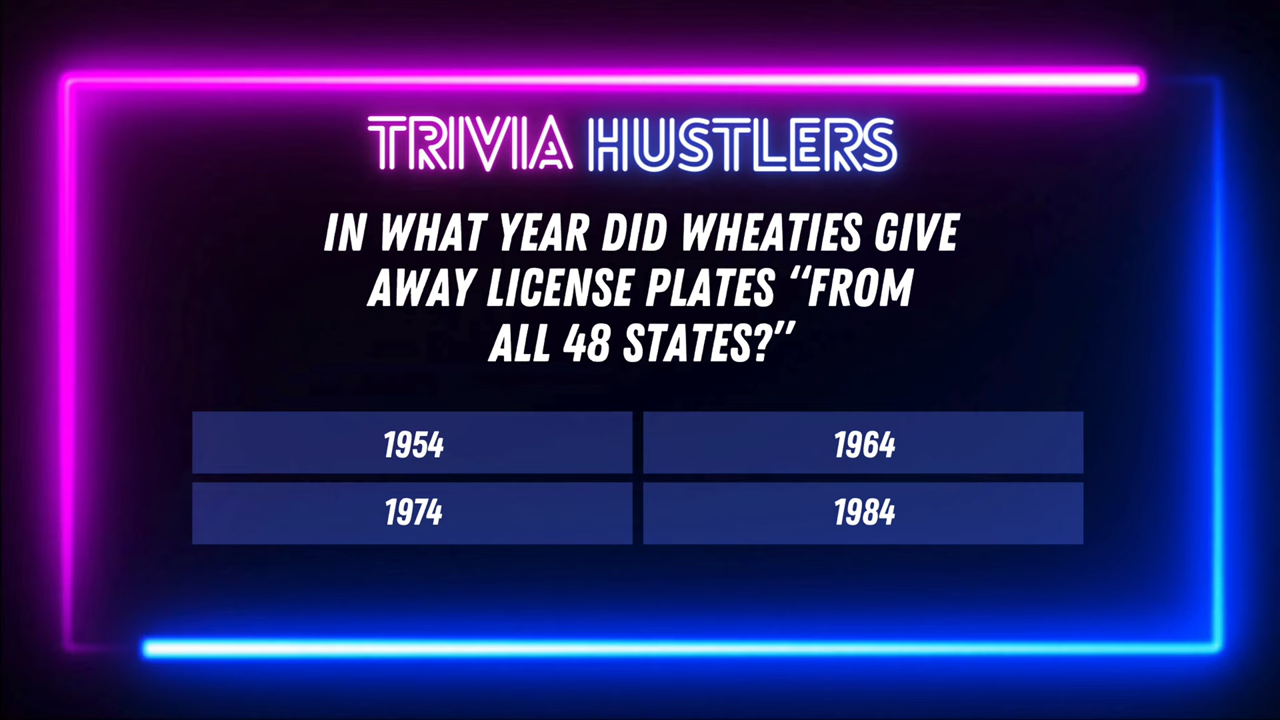 TRIVIA HUSTLERS
IN WHAT YEAR DID WHEATIES GIVE
AWAY LICENSE PLATES “FROM
ALL 48 STATES?”
1954
1964
1974
1984